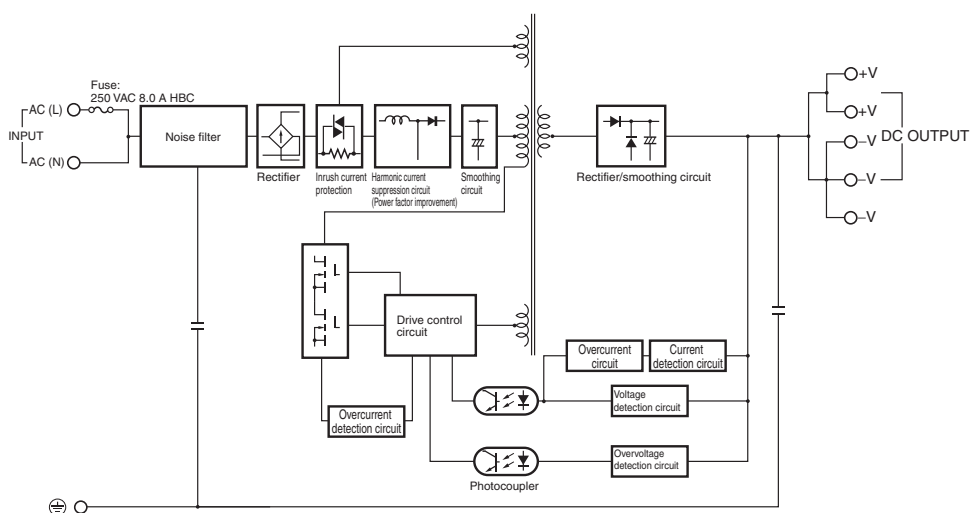 Fuse:
250 VAC 8.0 A HBC
AC (L)
INPUT
AC (N)
Noise filter
Rectifier
Inrush current
protection
Harmonic current
suppression circuit
(Power factor improvement)
Smoothing
circuit
Rectifier/smoothing circuit
+V
+V
–V
–V
–V
DC OUTPUT
Drive control
circuit
Overcurrent
detection circuit
Overcurrent
circuit
Current
detection circuit
Voltage
detection circuit
Overvoltage
detection circuit
Photocoupler